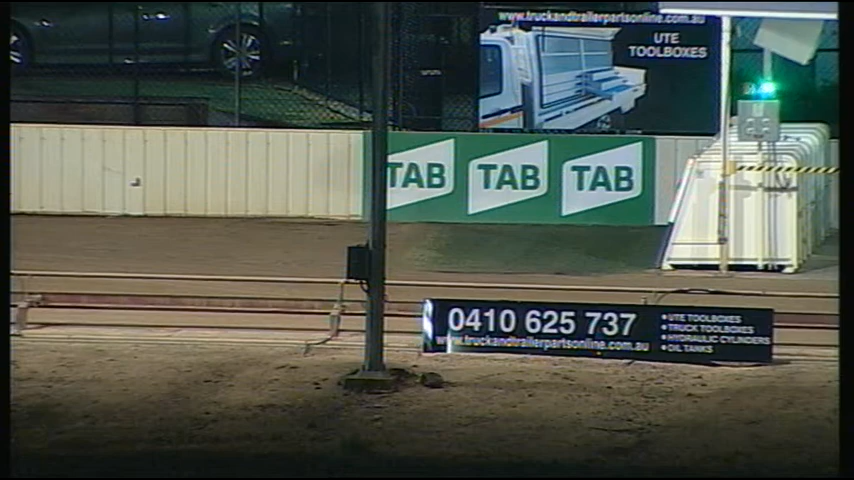 www.truckandtrailerpartsonline.com.au
UTE
TOOLBOXES
TAB TAB TAB
0410 625 737
www.truckandtrailerpartsonline.com.au
• UTE TOOLBOXES
• TRUCK TOOLBOXES
• HYDRAULIC CYLINDERS
• OIL TANKS